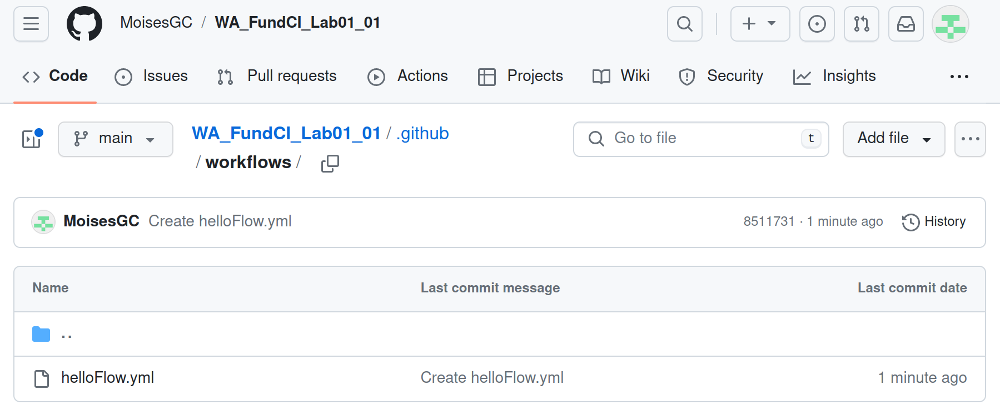 MoisesGC / WA_FundCI_Lab01_01
Code Issues Pull requests Actions Projects Wiki Security Insights ...
main WA_FundCI_Lab01_01 / .github Go to file t Add file ...
/ workflows /
MoisesGC Create helloFlow.yml 8511731 · 1 minute ago History
Name Last commit message Last commit date
..
helloFlow.yml Create helloFlow.yml 1 minute ago